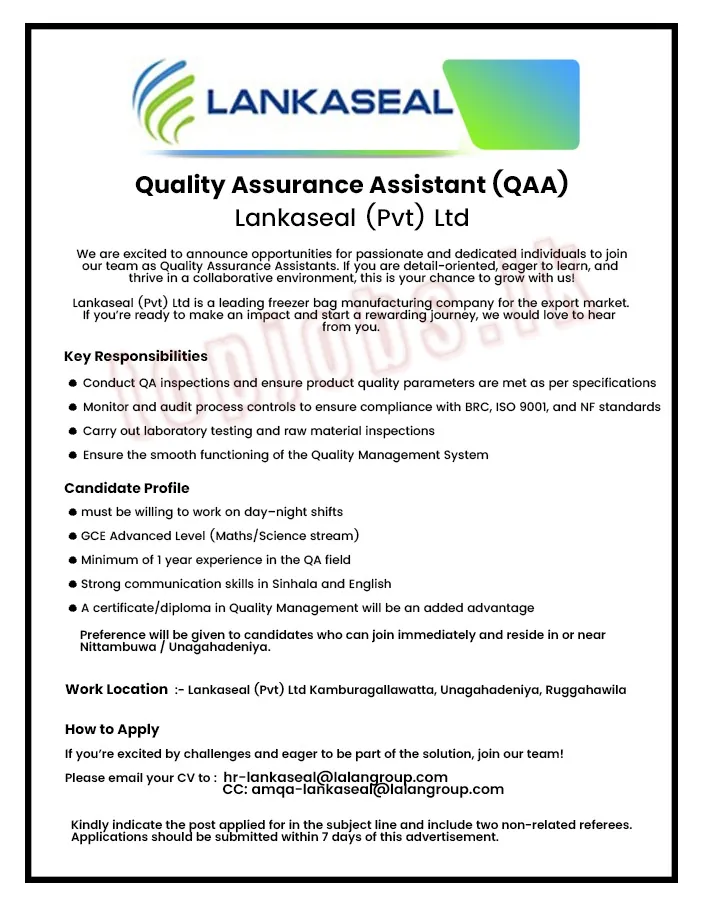 LANKASEAL
Quality Assurance Assistant (QAA)
Lankaseal (Pvt) Ltd
We are excited to announce opportunities for passionate and dedicated individuals to join
our team as Quality Assurance Assistants. If you are detail-oriented, eager to learn, and
thrive in a collaborative environment, this is your chance to grow with us!
Lankaseal (Pvt) Ltd is a leading freezer bag manufacturing company for the export market.
If you're ready to make an impact and start a rewarding journey, we would love to hear
from you.
topjobs.lk
Key Responsibilities
● Conduct QA inspections and ensure product quality parameters are met as per specifications
● Monitor and audit process controls to ensure compliance with BRC, ISO 9001, and NF standards
● Carry out laboratory testing and raw material inspections
● Ensure the smooth functioning of the Quality Management System
Candidate Profile
● must be willing to work on day–night shifts
● GCE Advanced Level (Maths/Science stream)
● Minimum of 1 year experience in the QA field
● Strong communication skills in Sinhala and English
● A certificate/diploma in Quality Management will be an added advantage
Preference will be given to candidates who can join immediately and reside in or near
Nittambuwa / Unagahadeniya.
Work Location :- Lankaseal (Pvt) Ltd Kamburagallawatta, Unagahadeniya, Ruggahawila
How to Apply
If you're excited by challenges and eager to be part of the solution, join our team!
Please email your CV to : hr-lankaseal@lalangroup.com
CC: amqa-lankaseal@lalangroup.com
Kindly indicate the post applied for in the subject line and include two non-related referees.
Applications should be submitted within 7 days of this advertisement.